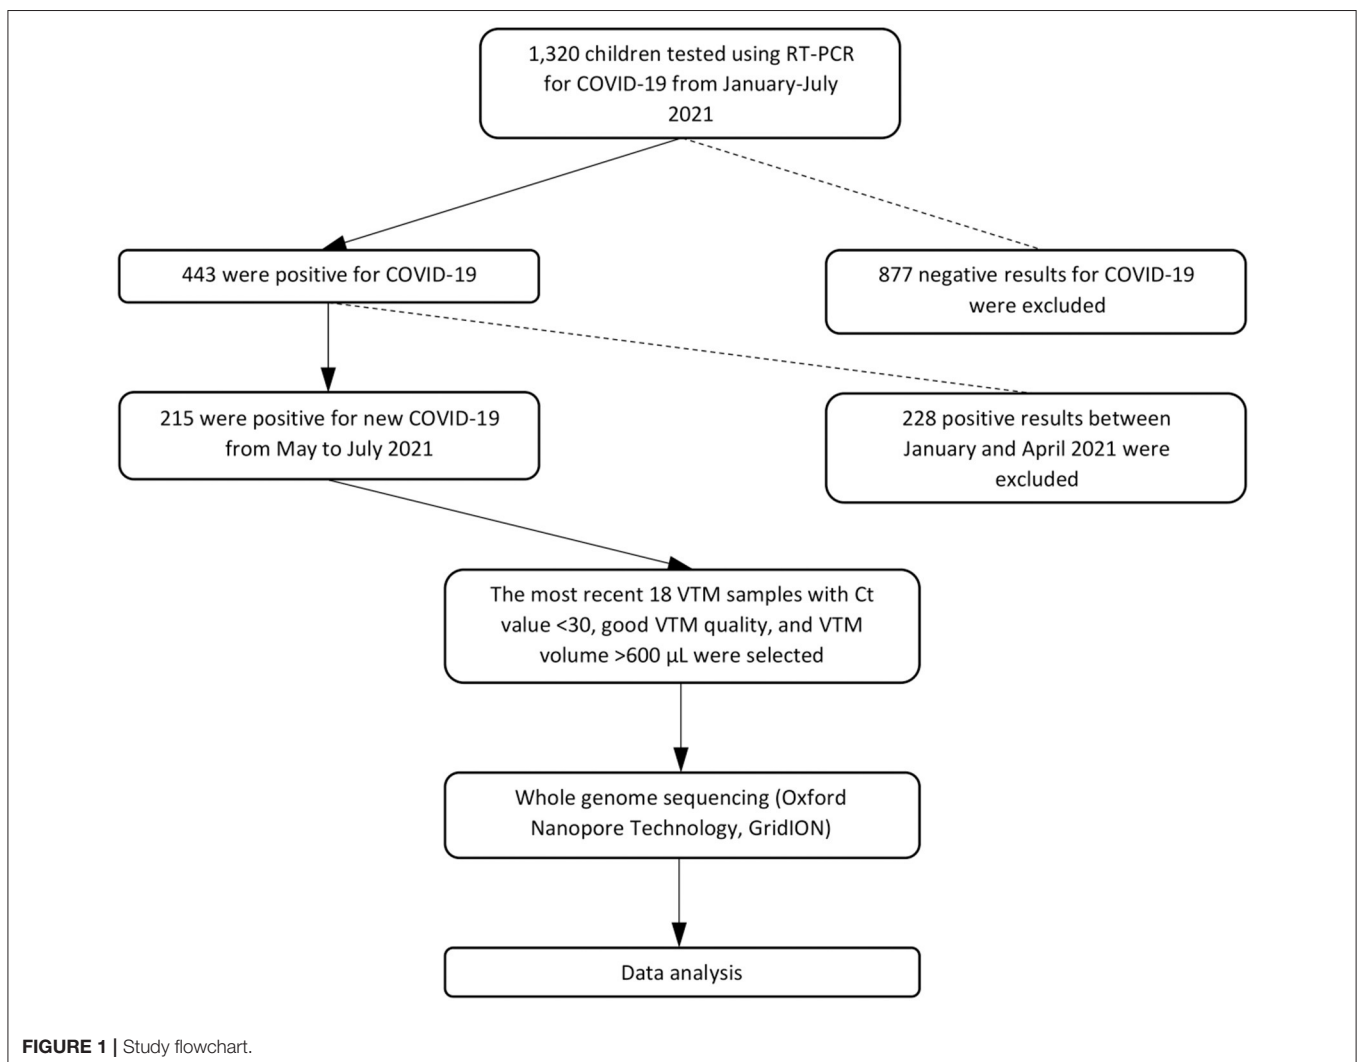 1,320 children tested using RT-PCR
for COVID-19 from January-July
2021
443 were positive for COVID-19
877 negative results for COVID-19
were excluded
215 were positive for new COVID-19
from May to July 2021
228 positive results between
January and April 2021 were
excluded
The most recent 18 VTM samples with Ct
value <30, good VTM quality, and VTM
volume >600 µL were selected
Whole genome sequencing (Oxford
Nanopore Technology, GridION)
Data analysis
FIGURE 1 | Study flowchart.